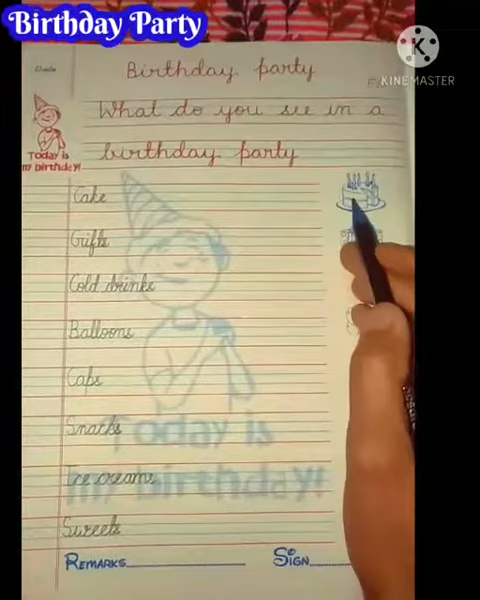 Birthday Party
KINEMASTER
Birthday party
What do you see in a
birthday party
Today is
my birthday!
Cake
Gifts
Cold drinks
Balloons
Caps
Snacks
Ice creams
Sweets
Today is
my birthday!
REMARKS
SIGN